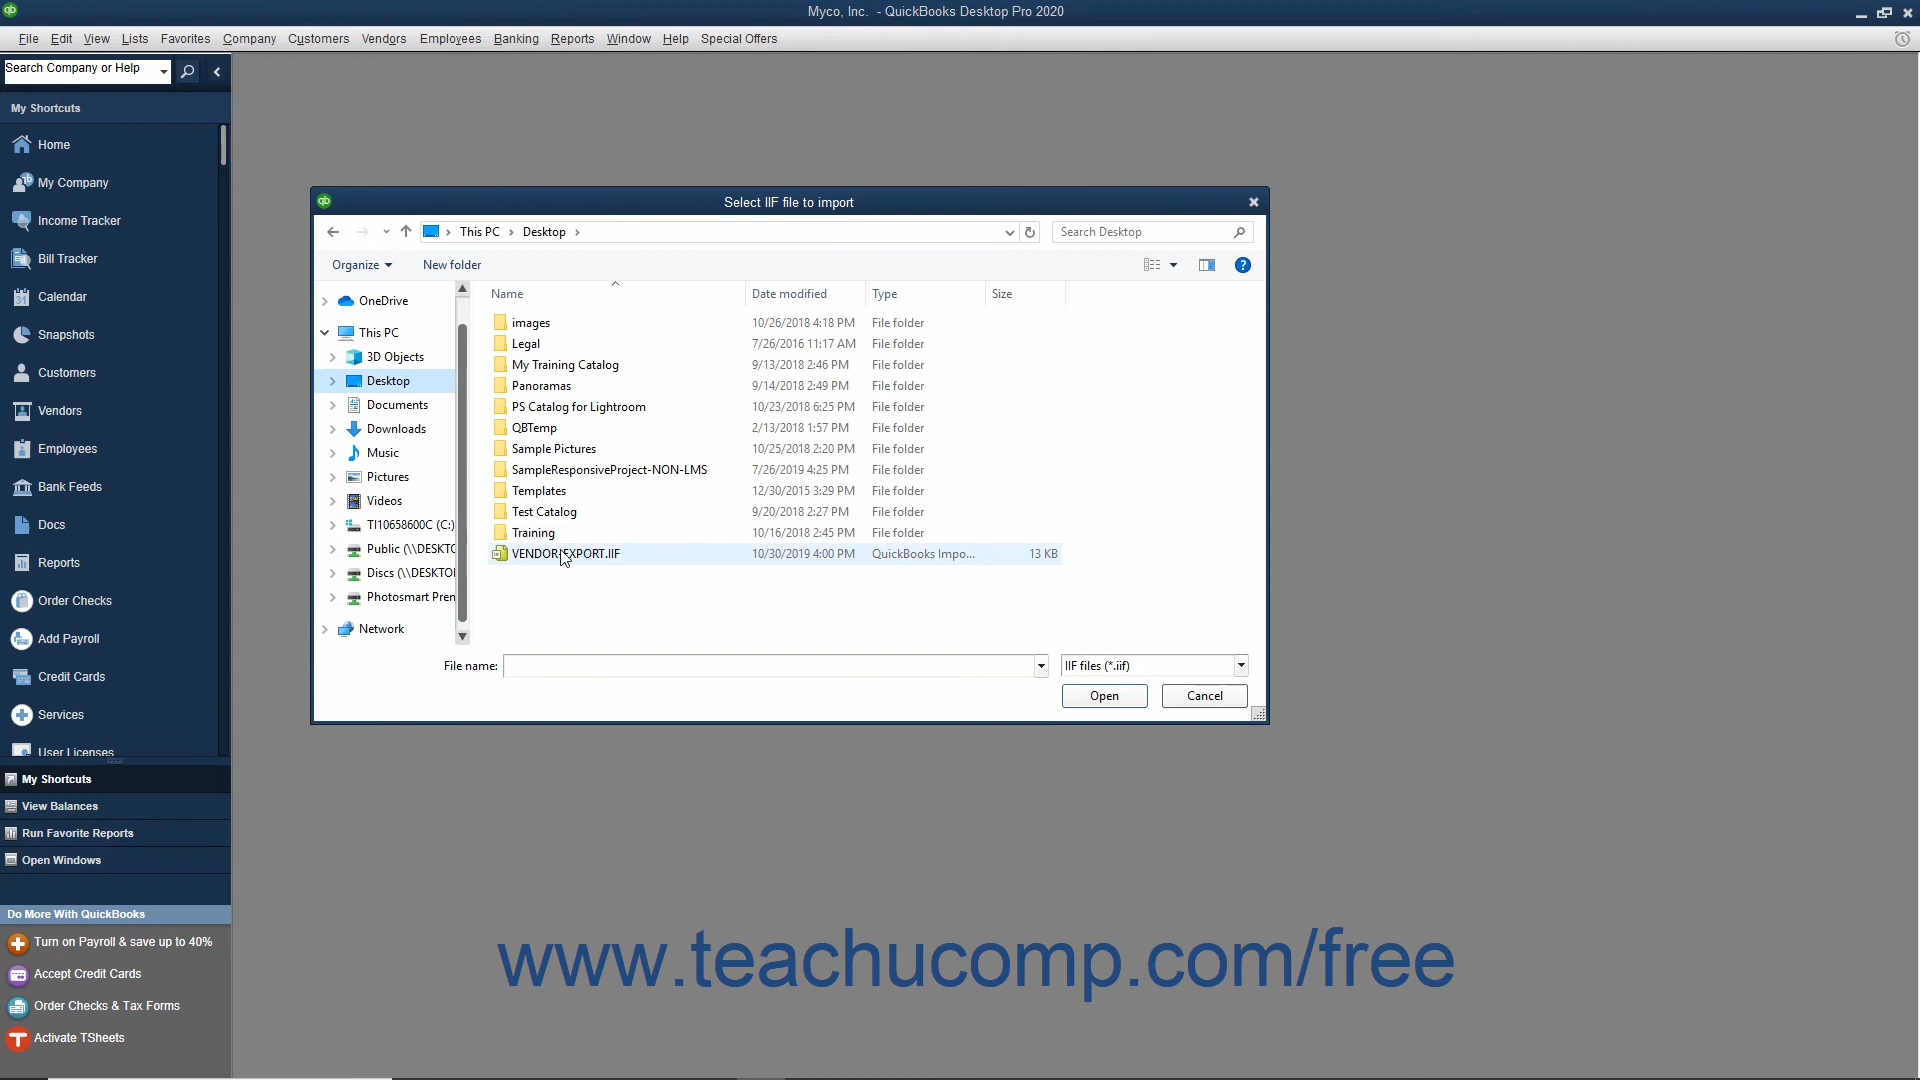 Myco, Inc. - QuickBooks Desktop Pro 2020
File Edit View Lists Favorites Company Customers Vendors Employees Banking Reports Window Help Special Offers
Search Company or Help
My Shortcuts
Home
My Company
Income Tracker
Bill Tracker
Calendar
Snapshots
Customers
Vendors
Employees
Bank Feeds
Docs
Reports
Order Checks
Add Payroll
Credit Cards
Services
User Licenses
My Shortcuts
View Balances
Run Favorite Reports
Open Windows
Do More With QuickBooks
Turn on Payroll & save up to 40%
Accept Credit Cards
Order Checks & Tax Forms
Activate TSheets
Select IIF file to import
This PC Desktop
Search Desktop
Organize New folder
OneDrive
This PC
3D Objects
Desktop
Documents
Downloads
Music
Pictures
Videos
TI10658600C (C:)
Public (\\DESKTO
Discs (\\DESKTO
Photosmart Pren
Network
Name Date modified Type Size
images 10/26/2018 4:18 PM File folder
Legal 7/26/2016 11:17 AM File folder
My Training Catalog 9/13/2018 2:46 PM File folder
Panoramas 9/14/2018 2:49 PM File folder
PS Catalog for Lightroom 10/23/2018 6:25 PM File folder
QBTemp 2/13/2018 1:57 PM File folder
Sample Pictures 10/25/2018 2:20 PM File folder
SampleResponsiveProject-NON-LMS 7/26/2019 4:25 PM File folder
Templates 12/30/2015 3:29 PM File folder
Test Catalog 9/20/2018 2:27 PM File folder
Training 10/16/2018 2:45 PM File folder
VENDOR EXPORT.IIF 10/30/2019 4:00 PM QuickBooks Impo... 13 KB
File name: IIF files (*.iif)
Open Cancel
www.teachucomp.com/free